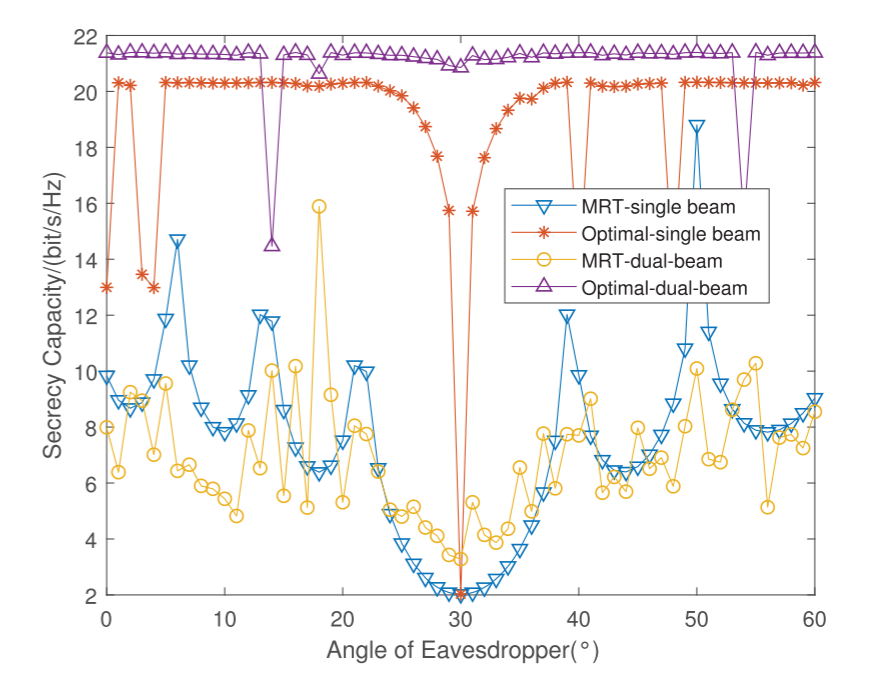 22
20
18
16
14
12
10
8
6
4
2
Secrecy Capacity/(bit/s/Hz)
MRT-single beam
Optimal-single beam
MRT-dual-beam
Optimal-dual-beam
0 10 20 30 40 50 60
Angle of Eavesdropper(°)